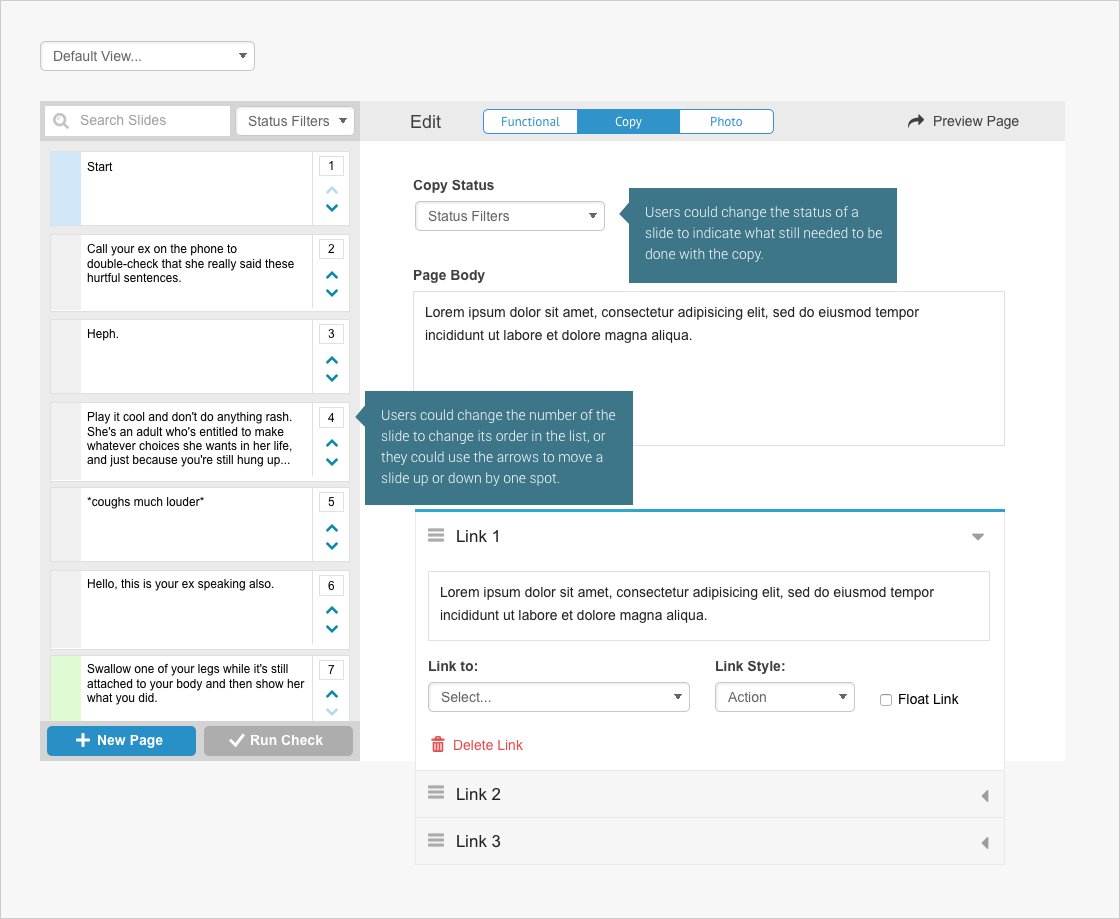 Default View...
Search Slides
Status Filters
Edit
Functional
Copy
Photo
Preview Page
Start
1
Call your ex on the phone to
double-check that she really said these
hurtful sentences.
2
Heph.
3
Play it cool and don't do anything rash.
She's an adult who's entitled to make
whatever choices she wants in her life,
and just because you're still hung up...
4
*coughs much louder*
5
Hello, this is your ex speaking also.
6
Swallow one of your legs while it's still
attached to your body and then show her
what you did.
7
New Page
Run Check
Copy Status
Status Filters
Users could change the status of a
slide to indicate what still needed to be
done with the copy.
Page Body
Lorem ipsum dolor sit amet, consectetur adipisicing elit, sed do eiusmod tempor
incididunt ut labore et dolore magna aliqua.
Users could change the number of the
slide to change its order in the list, or
they could use the arrows to move a
slide up or down by one spot.
Link 1
Lorem ipsum dolor sit amet, consectetur adipisicing elit, sed do eiusmod tempor
incididunt ut labore et dolore magna aliqua.
Link to:
Link Style:
Select...
Action
Float Link
Delete Link
Link 2
Link 3